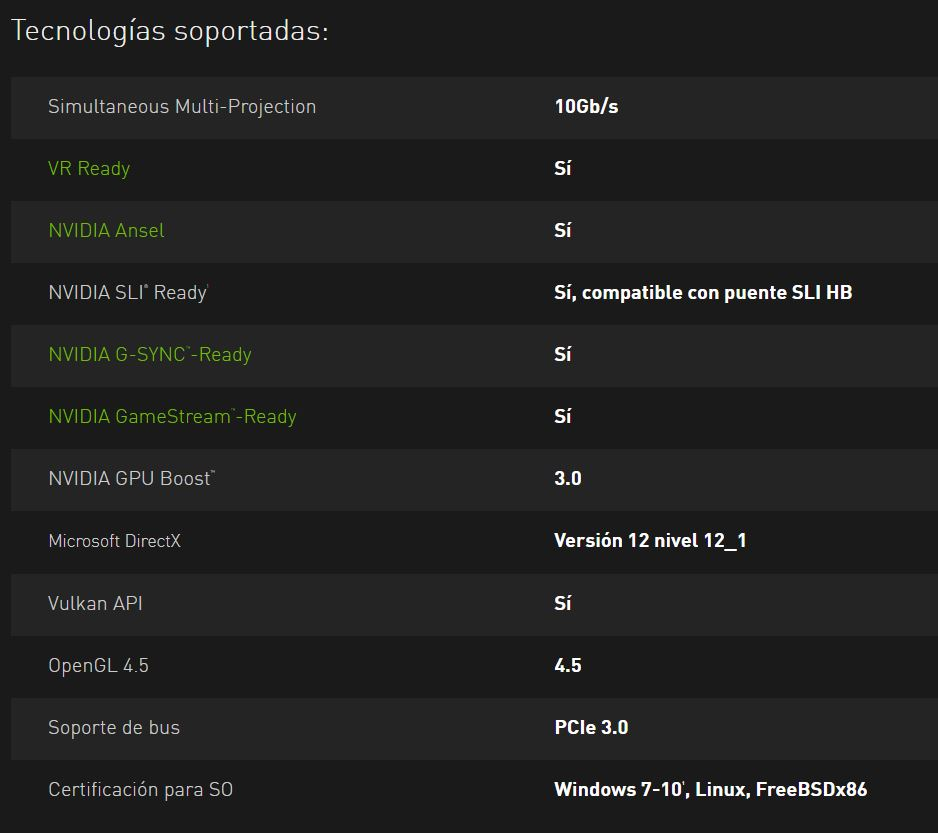 Tecnologías soportadas:
Simultaneous Multi-Projection 10Gb/s
VR Ready Sí
NVIDIA Ansel Sí
NVIDIA SLI® Ready¹ Sí, compatible con puente SLI HB
NVIDIA G-SYNC™-Ready Sí
NVIDIA GameStream™-Ready Sí
NVIDIA GPU Boost™ 3.0
Microsoft DirectX Versión 12 nivel 12_1
Vulkan API Sí
OpenGL 4.5 4.5
Soporte de bus PCIe 3.0
Certificación para SO Windows 7-10¹, Linux, FreeBSDx86